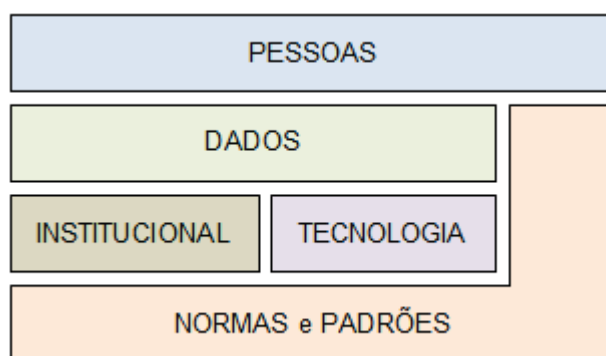 PESSOAS
DADOS
INSTITUCIONAL
TECNOLOGIA
NORMAS e PADRÕES